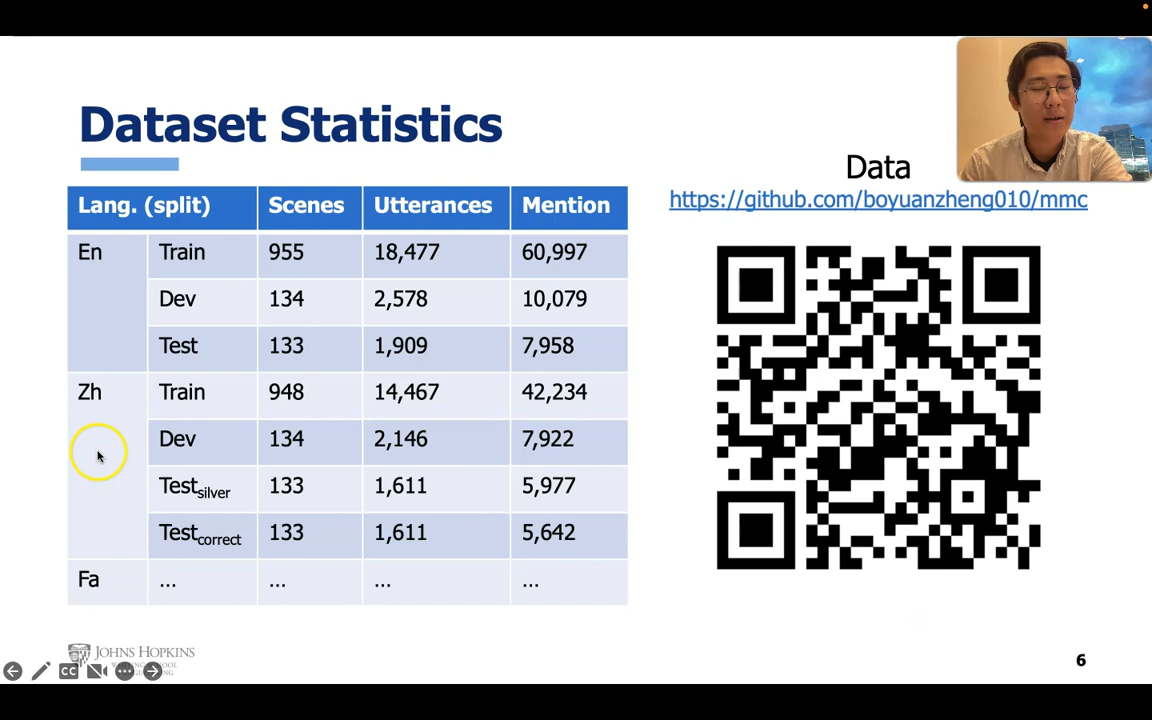 Dataset Statistics
Data
https://github.com/boyuanzheng010/mmc
Lang. (split) Scenes Utterances Mention
En Train 955 18,477 60,997
Dev 134 2,578 10,079
Test 133 1,909 7,958
Zh Train 948 14,467 42,234
Dev 134 2,146 7,922
Testsilver 133 1,611 5,977
Testcorrect 133 1,611 5,642
Fa ... ... ... ...
JOHNS HOPKINS
CC
6